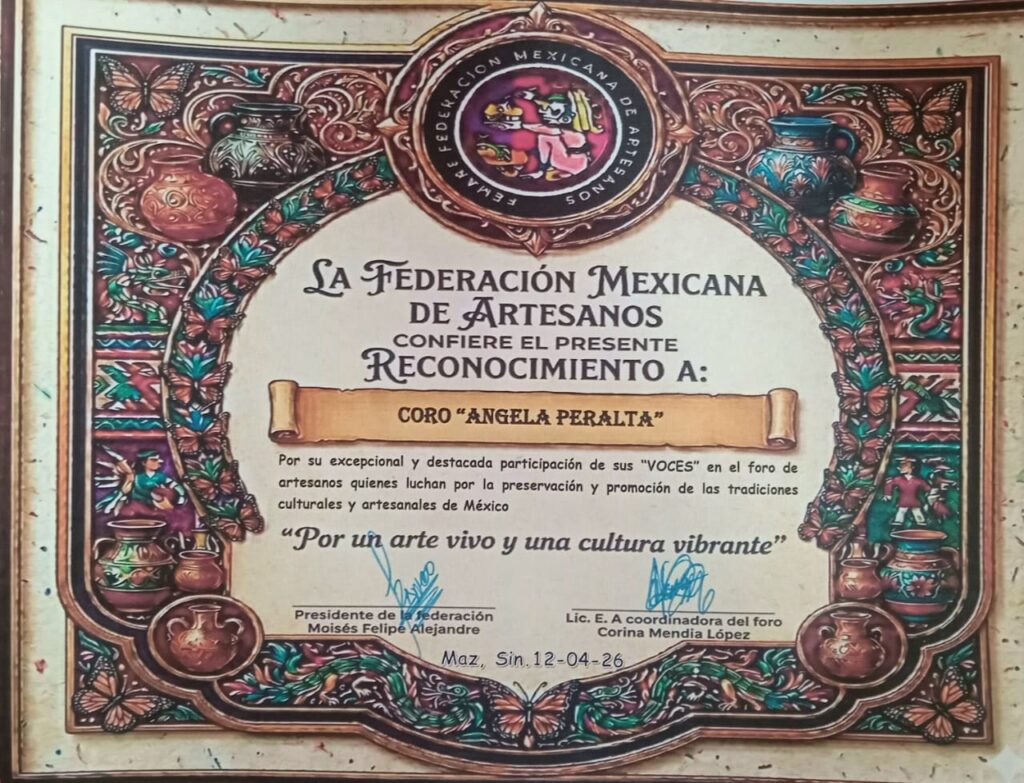 FEMARE FEDERACION MEXICANA DE ARTESANOS
LA FEDERACIÓN MEXICANA
DE ARTESANOS
CONFIERE EL PRESENTE
RECONOCIMIENTO A:
CORO "ANGELA PERALTA"
Por su excepcional y destacada participación de sus "VOCES" en el foro de
artesanos quienes luchan por la preservación y promoción de las tradiciones
culturales y artesanales de México
"Por un arte vivo y una cultura vibrante"
Presidente de la federación
Moisés Felipe Alejandre
Lic. E. A coordinadora del foro
Corina Mendia López
Maz, Sin.12-04-26